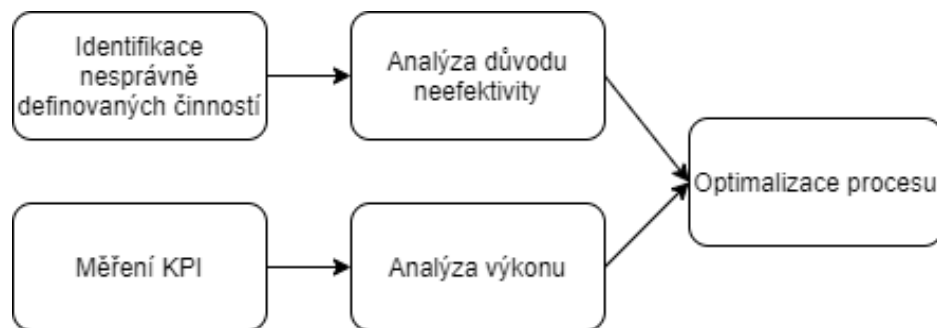 Identifikace
nesprávně
definovaných činností
Analýza důvodu
neefektivity
Optimalizace procesu
Měření KPI
Analýza výkonu